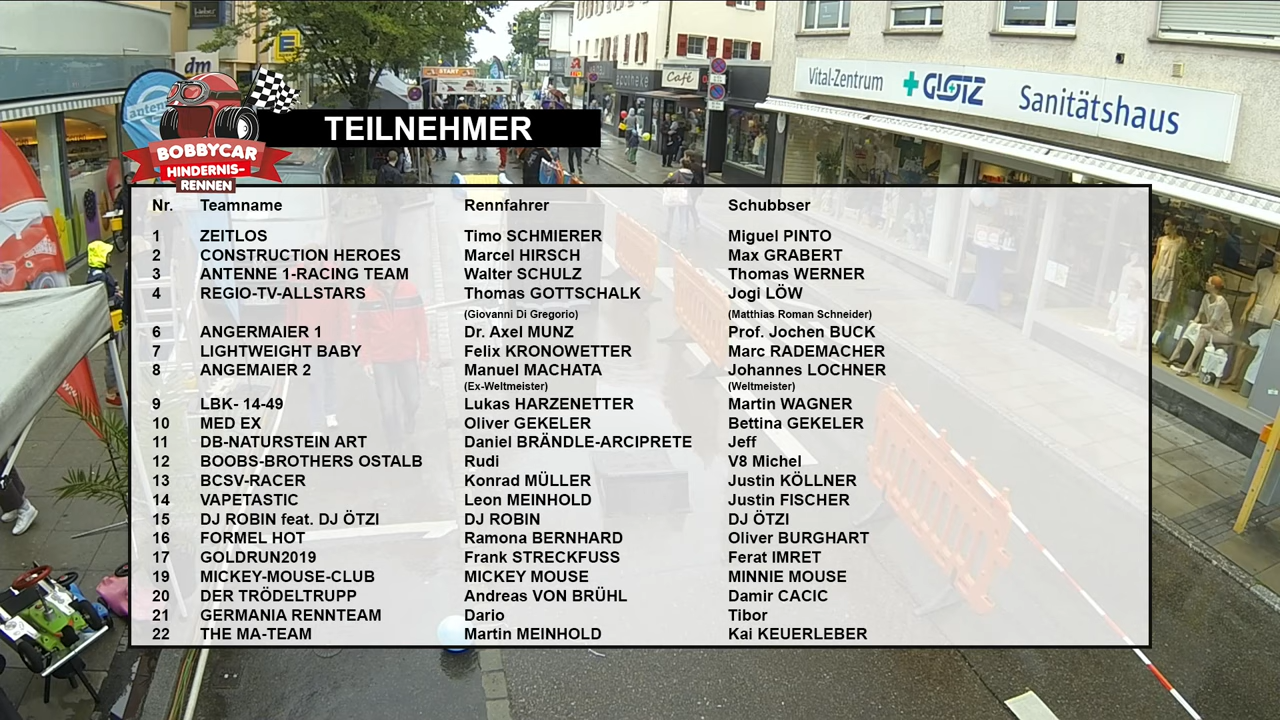 dm
E
START
apotheke
Café
Vital-Zentrum GLOTZ Sanitätshaus
antenne
BOBBYCAR
HINDERNIS-
RENNEN
TEILNEHMER
Nr. Teamname Rennfahrer Schubbser
1 ZEITLOS Timo SCHMIERER Miguel PINTO
2 CONSTRUCTION HEROES Marcel HIRSCH Max GRABERT
3 ANTENNE 1-RACING TEAM Walter SCHULZ Thomas WERNER
4 REGIO-TV-ALLSTARS Thomas GOTTSCHALK Jogi LÖW
(Giovanni Di Gregorio) (Matthias Roman Schneider)
6 ANGERMAIER 1 Dr. Axel MUNZ Prof. Jochen BUCK
7 LIGHTWEIGHT BABY Felix KRONOWETTER Marc RADEMACHER
8 ANGEMAIER 2 Manuel MACHATA Johannes LOCHNER
(Ex-Weltmeister) (Weltmeister)
9 LBK- 14-49 Lukas HARZENETTER Martin WAGNER
10 MED EX Oliver GEKELER Bettina GEKELER
11 DB-NATURSTEIN ART Daniel BRÄNDLE-ARCIPRETE Jeff
12 BOOBS-BROTHERS OSTALB Rudi V8 Michel
13 BCSV-RACER Konrad MÜLLER Justin KÖLLNER
14 VAPETASTIC Leon MEINHOLD Justin FISCHER
15 DJ ROBIN feat. DJ ÖTZI DJ ROBIN DJ ÖTZI
16 FORMEL HOT Ramona BERNHARD Oliver BURGHART
17 GOLDRUN2019 Frank STRECKFUSS Ferat IMRET
19 MICKEY-MOUSE-CLUB MICKEY MOUSE MINNIE MOUSE
20 DER TRÖDELTRUPP Andreas VON BRÜHL Damir CACIC
21 GERMANIA RENNTEAM Dario Tibor
22 THE MA-TEAM Martin MEINHOLD Kai KEUERLEBER